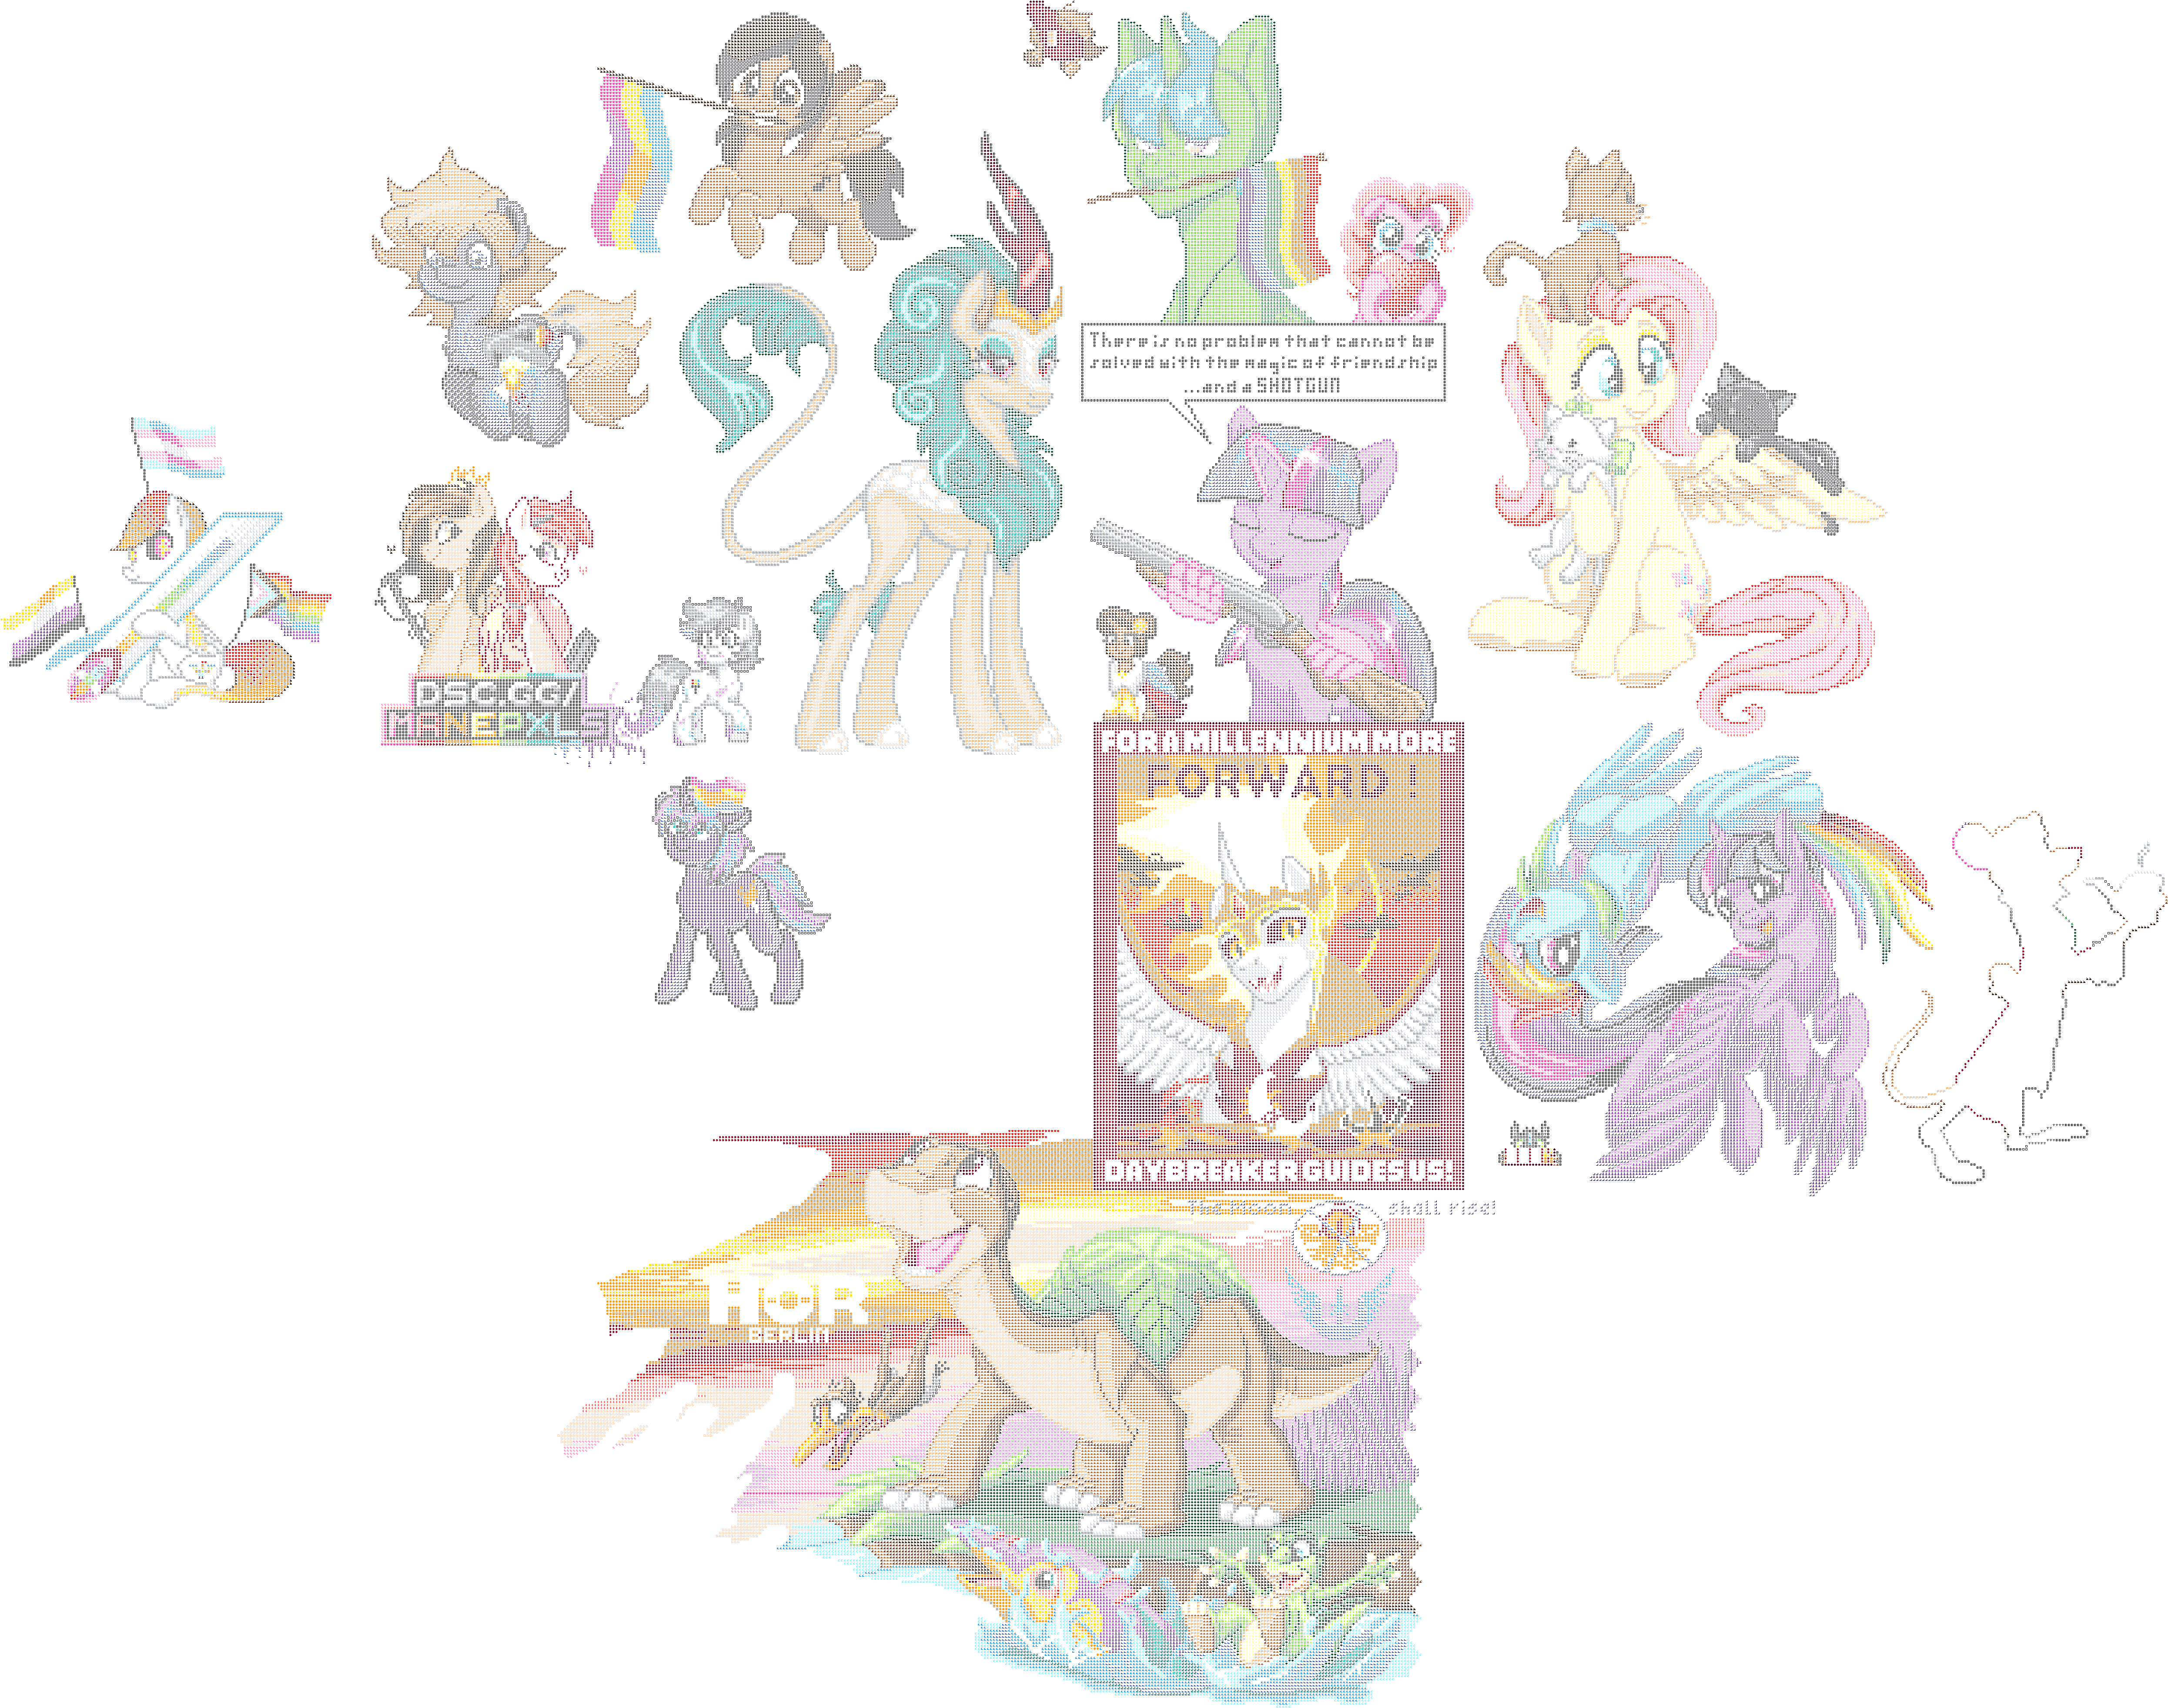 There is no problem that cannot be
solved with the magic of friendship
...and a SHOTGUN
DSC.GG/
MANEPXLS
FOR A MILLENNIUM MORE
FORWARD !
DAYBREAKER GUIDES US!
shall rise!
HÖR
BERLIN